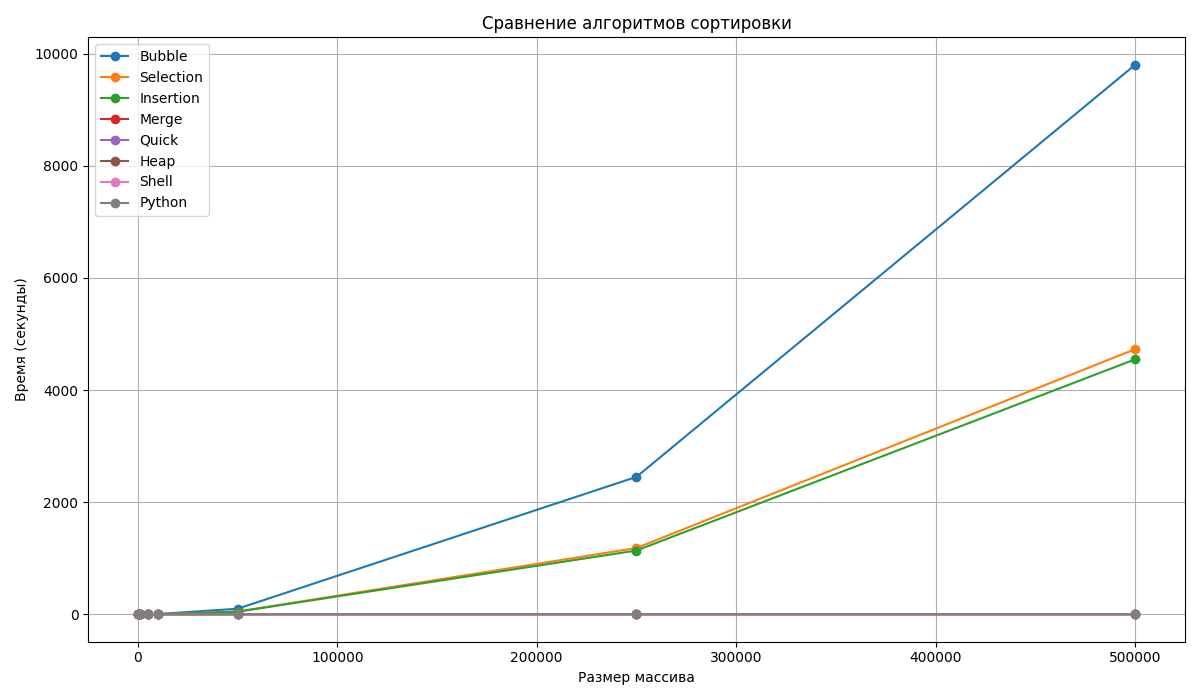 Сравнение алгоритмов сортировки
Bubble
Selection
Insertion
Merge
Quick
Heap
Shell
Python
Время (секунды)
10000
8000
6000
4000
2000
0
0 100000 200000 300000 400000 500000
Размер массива